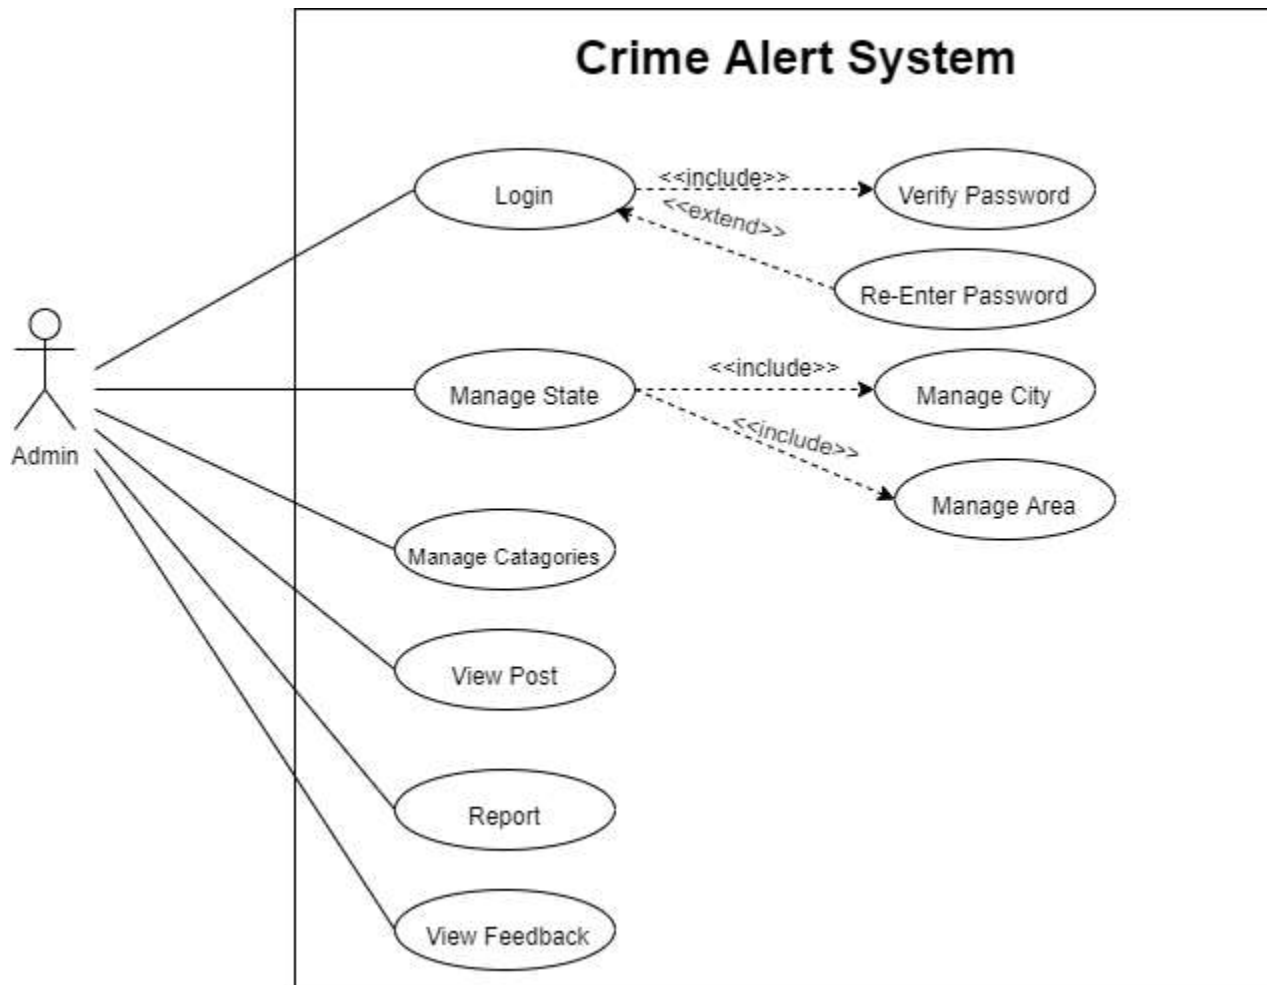 Crime Alert System
Login
<<include>>
Verify Password
<<extend>>
Re-Enter Password
Admin
Manage State
<<include>>
Manage City
<<include>>
Manage Area
Manage Catagories
View Post
Report
View Feedback